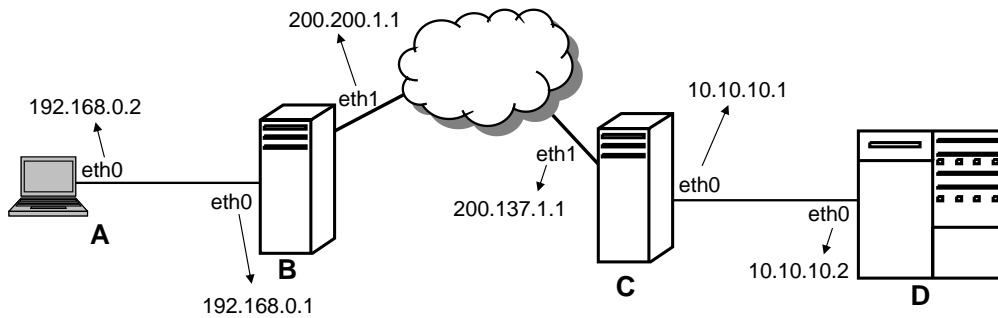 200.200.1.1
eth1
192.168.0.2
eth0
A
eth0
B
192.168.0.1
10.10.10.1
eth1
eth0
200.137.1.1
C
eth0
10.10.10.2
D